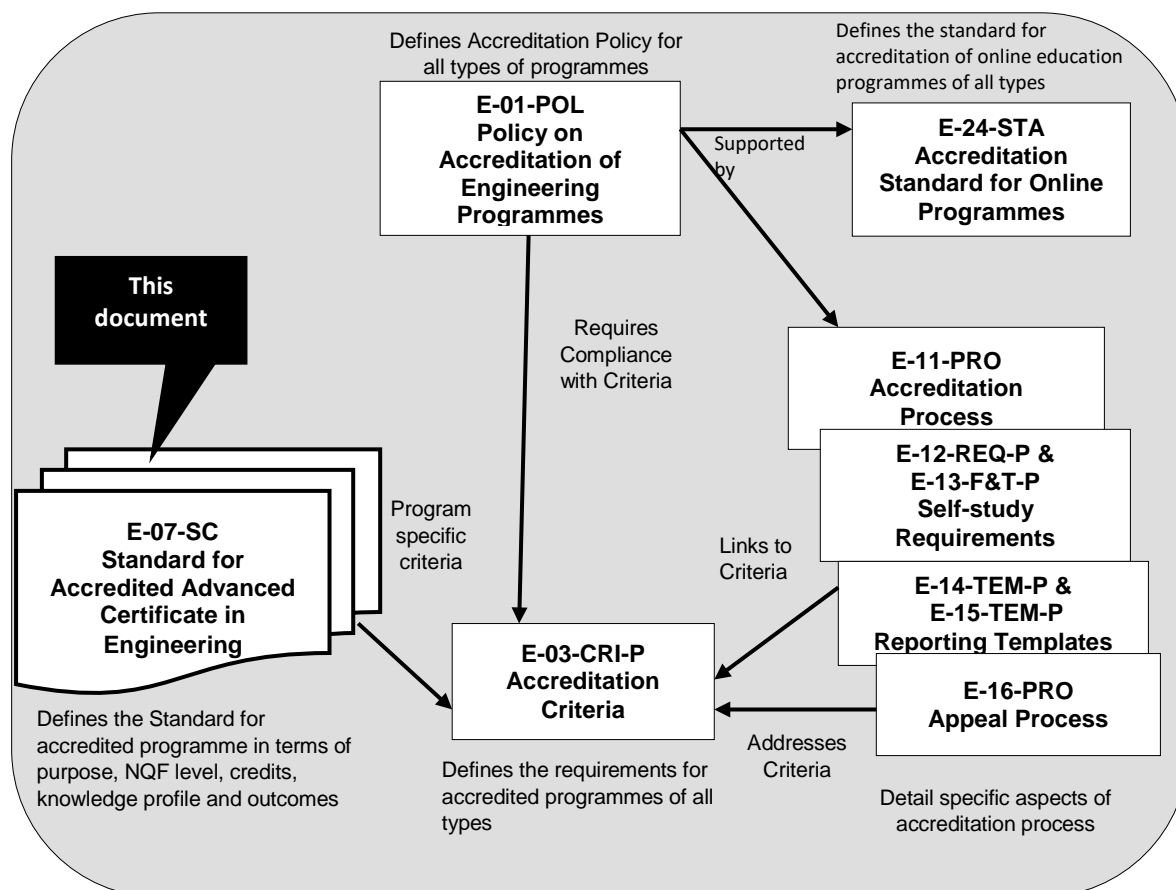 Defines Accreditation Policy for
all types of programmes
E-01-POL
Policy on
Accreditation of
Engineering
Programmes
Defines the standard for
accreditation of online education
programmes of all types
E-24-STA
Accreditation
Standard for Online
Programmes
Supported
by
This
document
Requires
Compliance
with Criteria
E-11-PRO
Accreditation
Process
E-12-REQ-P &
E-13-F&T-P
Self-study
Requirements
E-14-TEM-P &
E-15-TEM-P
Reporting Templates
E-16-PRO
Appeal Process
E-07-SC
Standard for
Accredited Advanced
Certificate in
Engineering
Program
specific
criteria
Links to
Criteria
E-03-CRI-P
Accreditation
Criteria
Addresses
Criteria
Defines the Standard for
accredited programme in terms of
purpose, NQF level, credits,
knowledge profile and outcomes
Defines the requirements for
accredited programmes of all
types
Detail specific aspects of
accreditation process